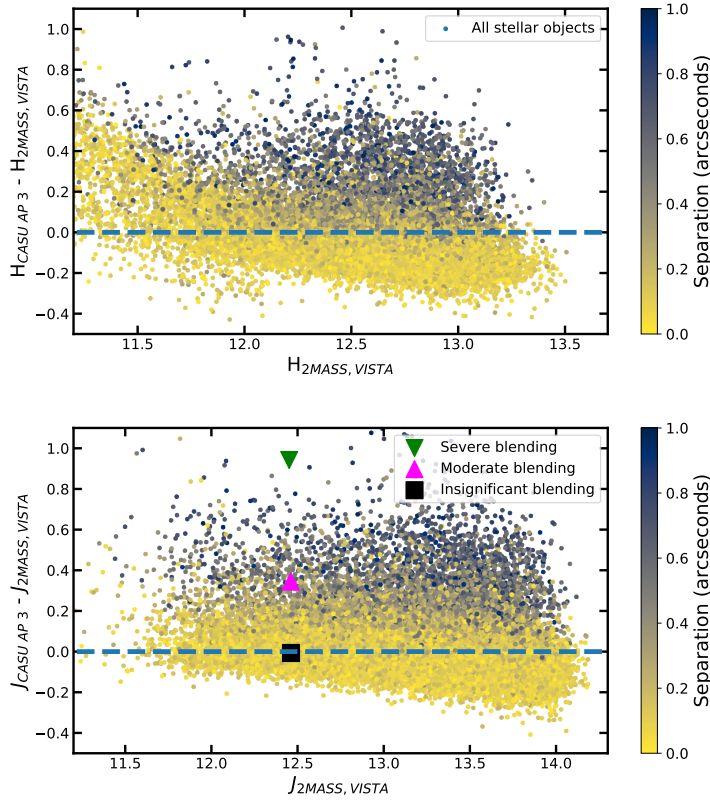 All stellar objects
H_CASU AP 3 - H_2MASS,VISTA
1.0
0.8
0.6
0.4
0.2
0.0
−0.2
−0.4
11.5 12.0 12.5 13.0 13.5
H_2MASS,VISTA
1.0
0.8
0.6
0.4
0.2
0.0
Separation (arcseconds)
Severe blending
Moderate blending
Insignificant blending
J_CASU AP 3 - J_2MASS,VISTA
1.0
0.8
0.6
0.4
0.2
0.0
−0.2
−0.4
11.5 12.0 12.5 13.0 13.5 14.0
J_2MASS,VISTA
1.0
0.8
0.6
0.4
0.2
0.0
Separation (arcseconds)